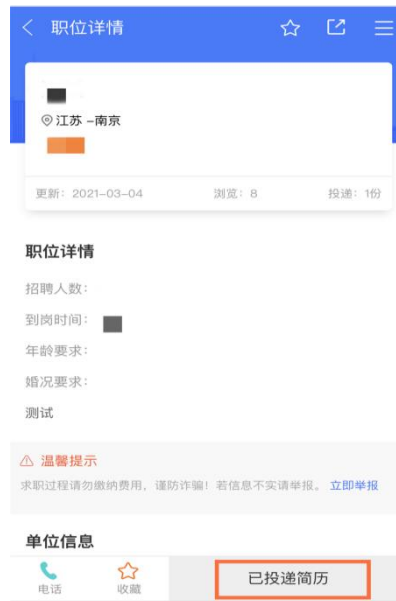 职位详情
江苏 –南京
更新：2021–03–04 浏览：8 投递：1份
职位详情
招聘人数：
到岗时间：
年龄要求：
婚况要求：
测试
温馨提示
求职过程请勿缴纳费用，谨防诈骗！若信息不实请举报。 立即举报
单位信息
电话 收藏 已投递简历